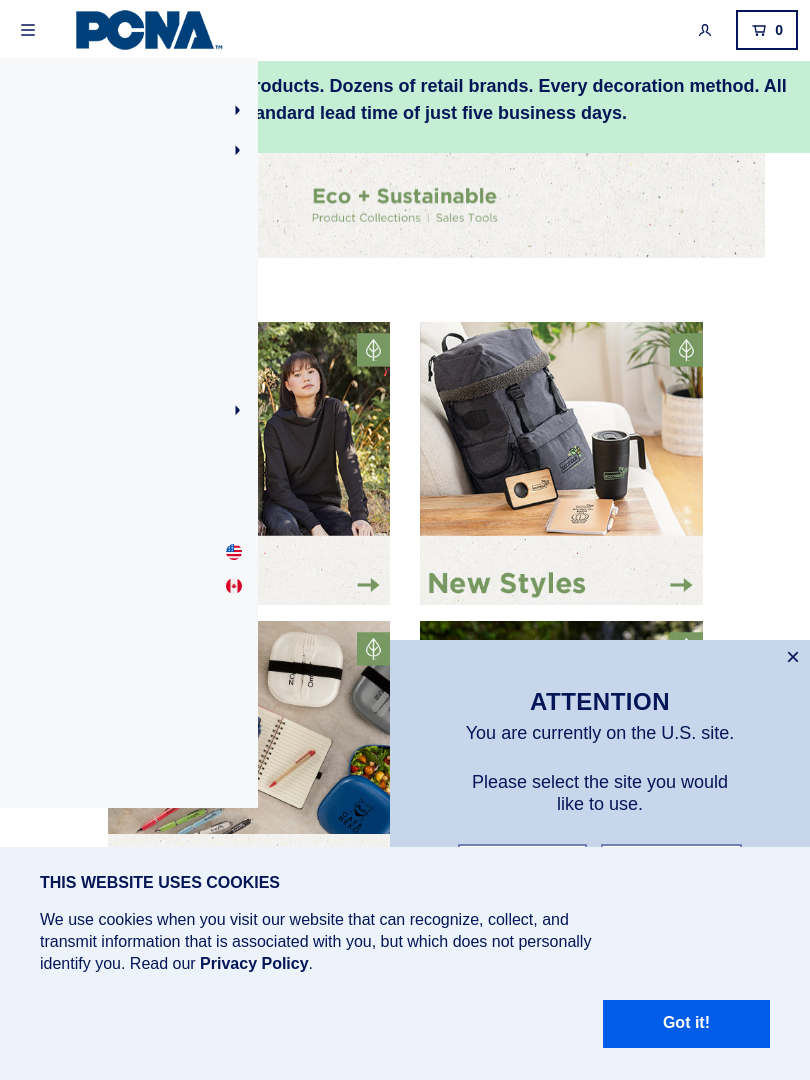 PCNA™
0
roducts. Dozens of retail brands. Every decoration method. All
andard lead time of just five business days.
Eco + Sustainable
Product Collections | Sales Tools
New Styles
×
ATTENTION
You are currently on the U.S. site.
Please select the site you would
like to use.
THIS WEBSITE USES COOKIES
We use cookies when you visit our website that can recognize, collect, and
transmit information that is associated with you, but which does not personally
identify you. Read our Privacy Policy.
Got it!